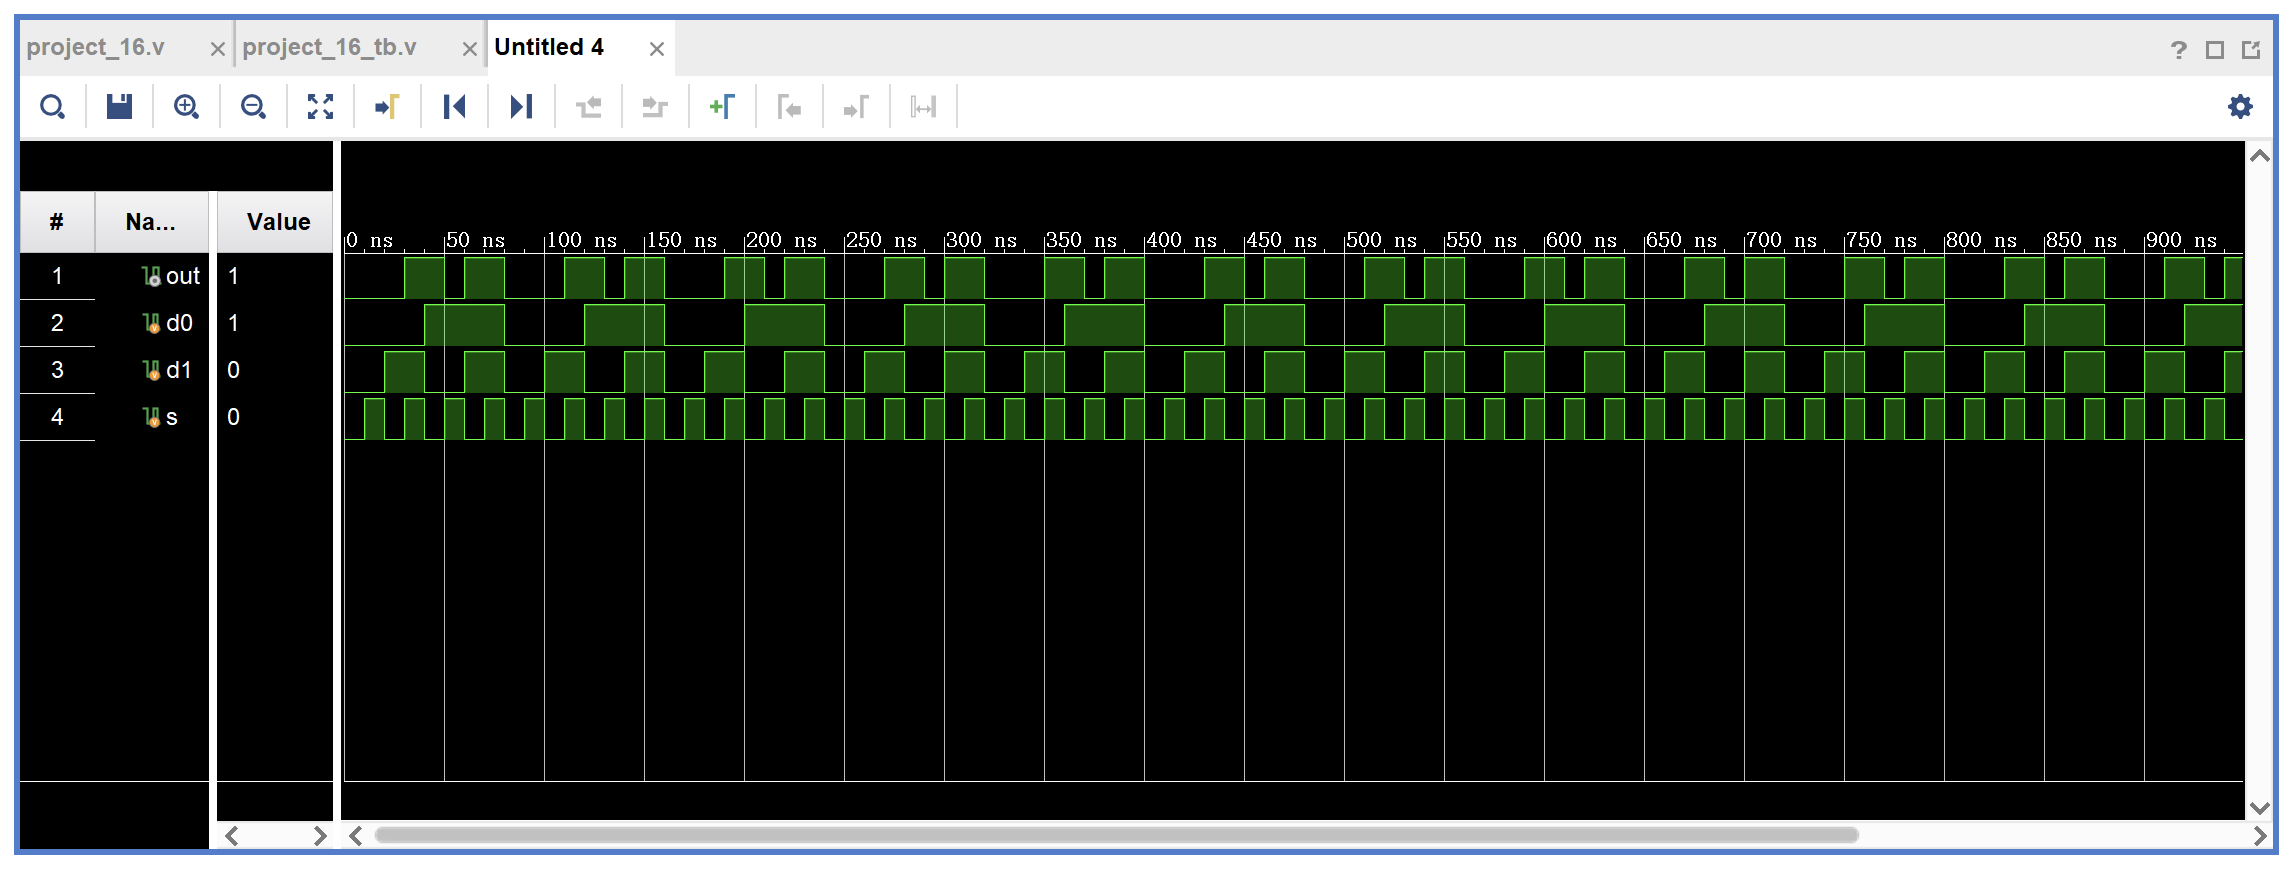 project_16.v × project_16_tb.v × Untitled 4 ×
# Na... Value
0 ns 50 ns 100 ns 150 ns 200 ns 250 ns 300 ns 350 ns 400 ns 450 ns 500 ns 550 ns 600 ns 650 ns 700 ns 750 ns 800 ns 850 ns 900 ns
1 out 1
2 d0 1
3 d1 0
4 s 0